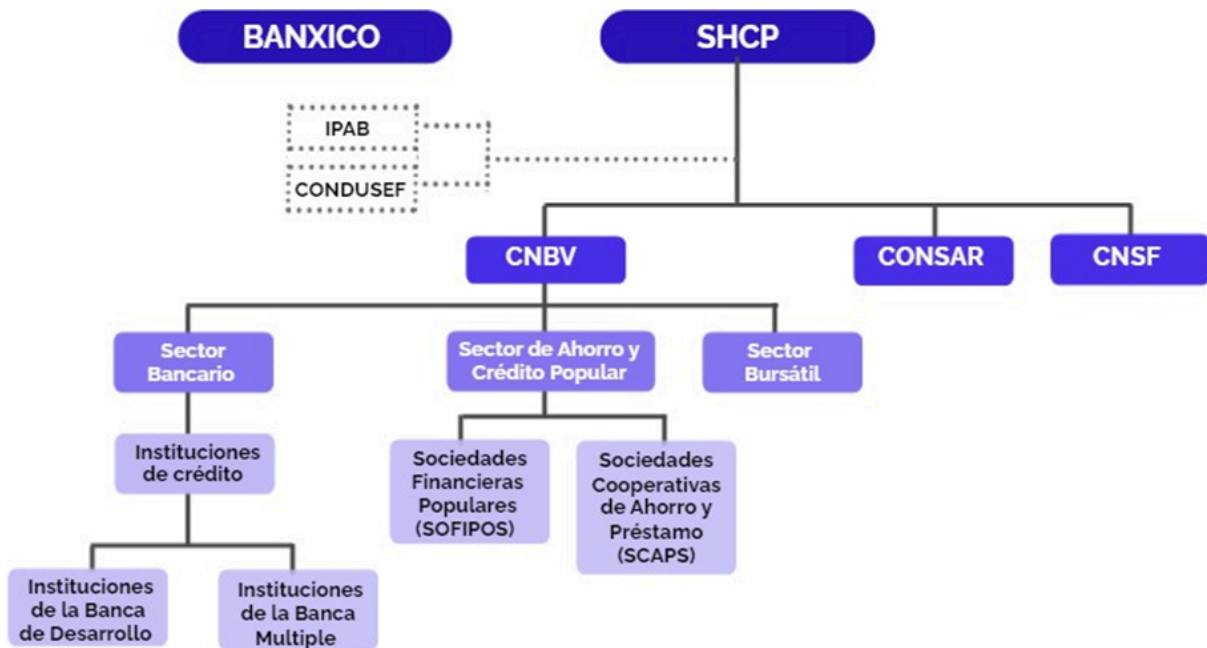 BANXICO
SHCP
IPAB
CONDUSEF
CNBV
CONSAR
CNSF
Sector
Bancario
Sector de Ahorro y
Crédito Popular
Sector
Bursátil
Instituciones
de crédito
Sociedades
Financieras
Populares
(SOFIPOS)
Sociedades
Cooperativas
de Ahorro y
Préstamo
(SCAPS)
Instituciones
de la Banca
de Desarrollo
Instituciones
de la Banca
Multiple